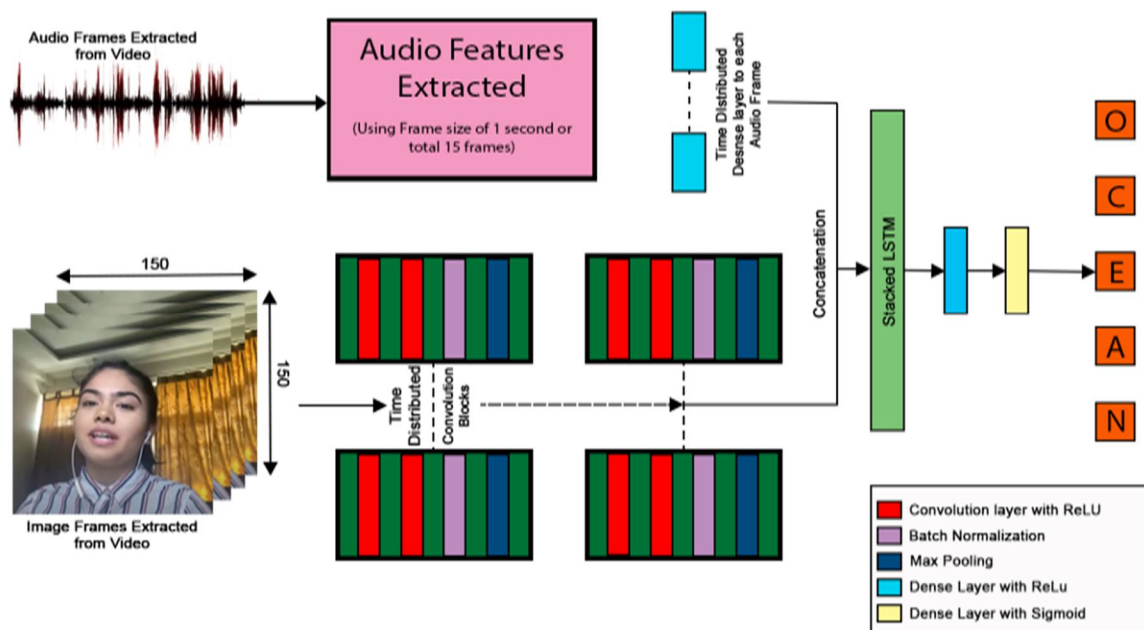 Audio Frames Extracted
from Video
Audio Features
Extracted
(Using Frame size of 1 second or
total 15 frames)
Time DIstributed
Desnse layer to each
Audio Frame
150
150
Image Frames Extracted
from Video
Time
Distributed
Convolution
Blocks
Concatenation
Stacked LSTM
O
C
E
A
N
Convolution layer with ReLU
Batch Normalization
Max Pooling
Dense Layer with ReLu
Dense Layer with Sigmoid